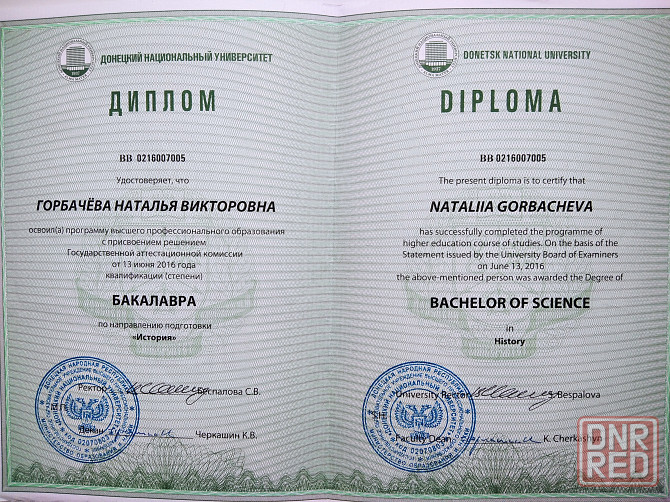 ДОНЕЦКИЙ НАЦИОНАЛЬНЫЙ УНИВЕРСИТЕТ
ДИПЛОМ
ВВ 0216007005
Удостоверяет, что
ГОРБАЧЁВА НАТАЛЬЯ ВИКТОРОВНА
освоил(а) программу высшего профессионального образования
с присвоением решением
Государственной аттестационной комиссии
от 13 июня 2016 года
квалификации (степени)
БАКАЛАВРА
по направлению подготовки
«История»
Ректор Беспалова С.В.
Декан Черкашин К.В.
DONETSK NATIONAL UNIVERSITY
DIPLOMA
ВВ 0216007005
The present diploma is to certify that
NATALIIA GORBACHEVA
has successfully completed the programme of
higher education course of studies. On the basis of the
Statement issued by the University Board of Examiners
on June 13, 2016
the above-mentioned person was awarded the Degree of
BACHELOR OF SCIENCE
in
History
University Rector Bespalova
Faculty Dean K. Cherkashyn
DNR
RED